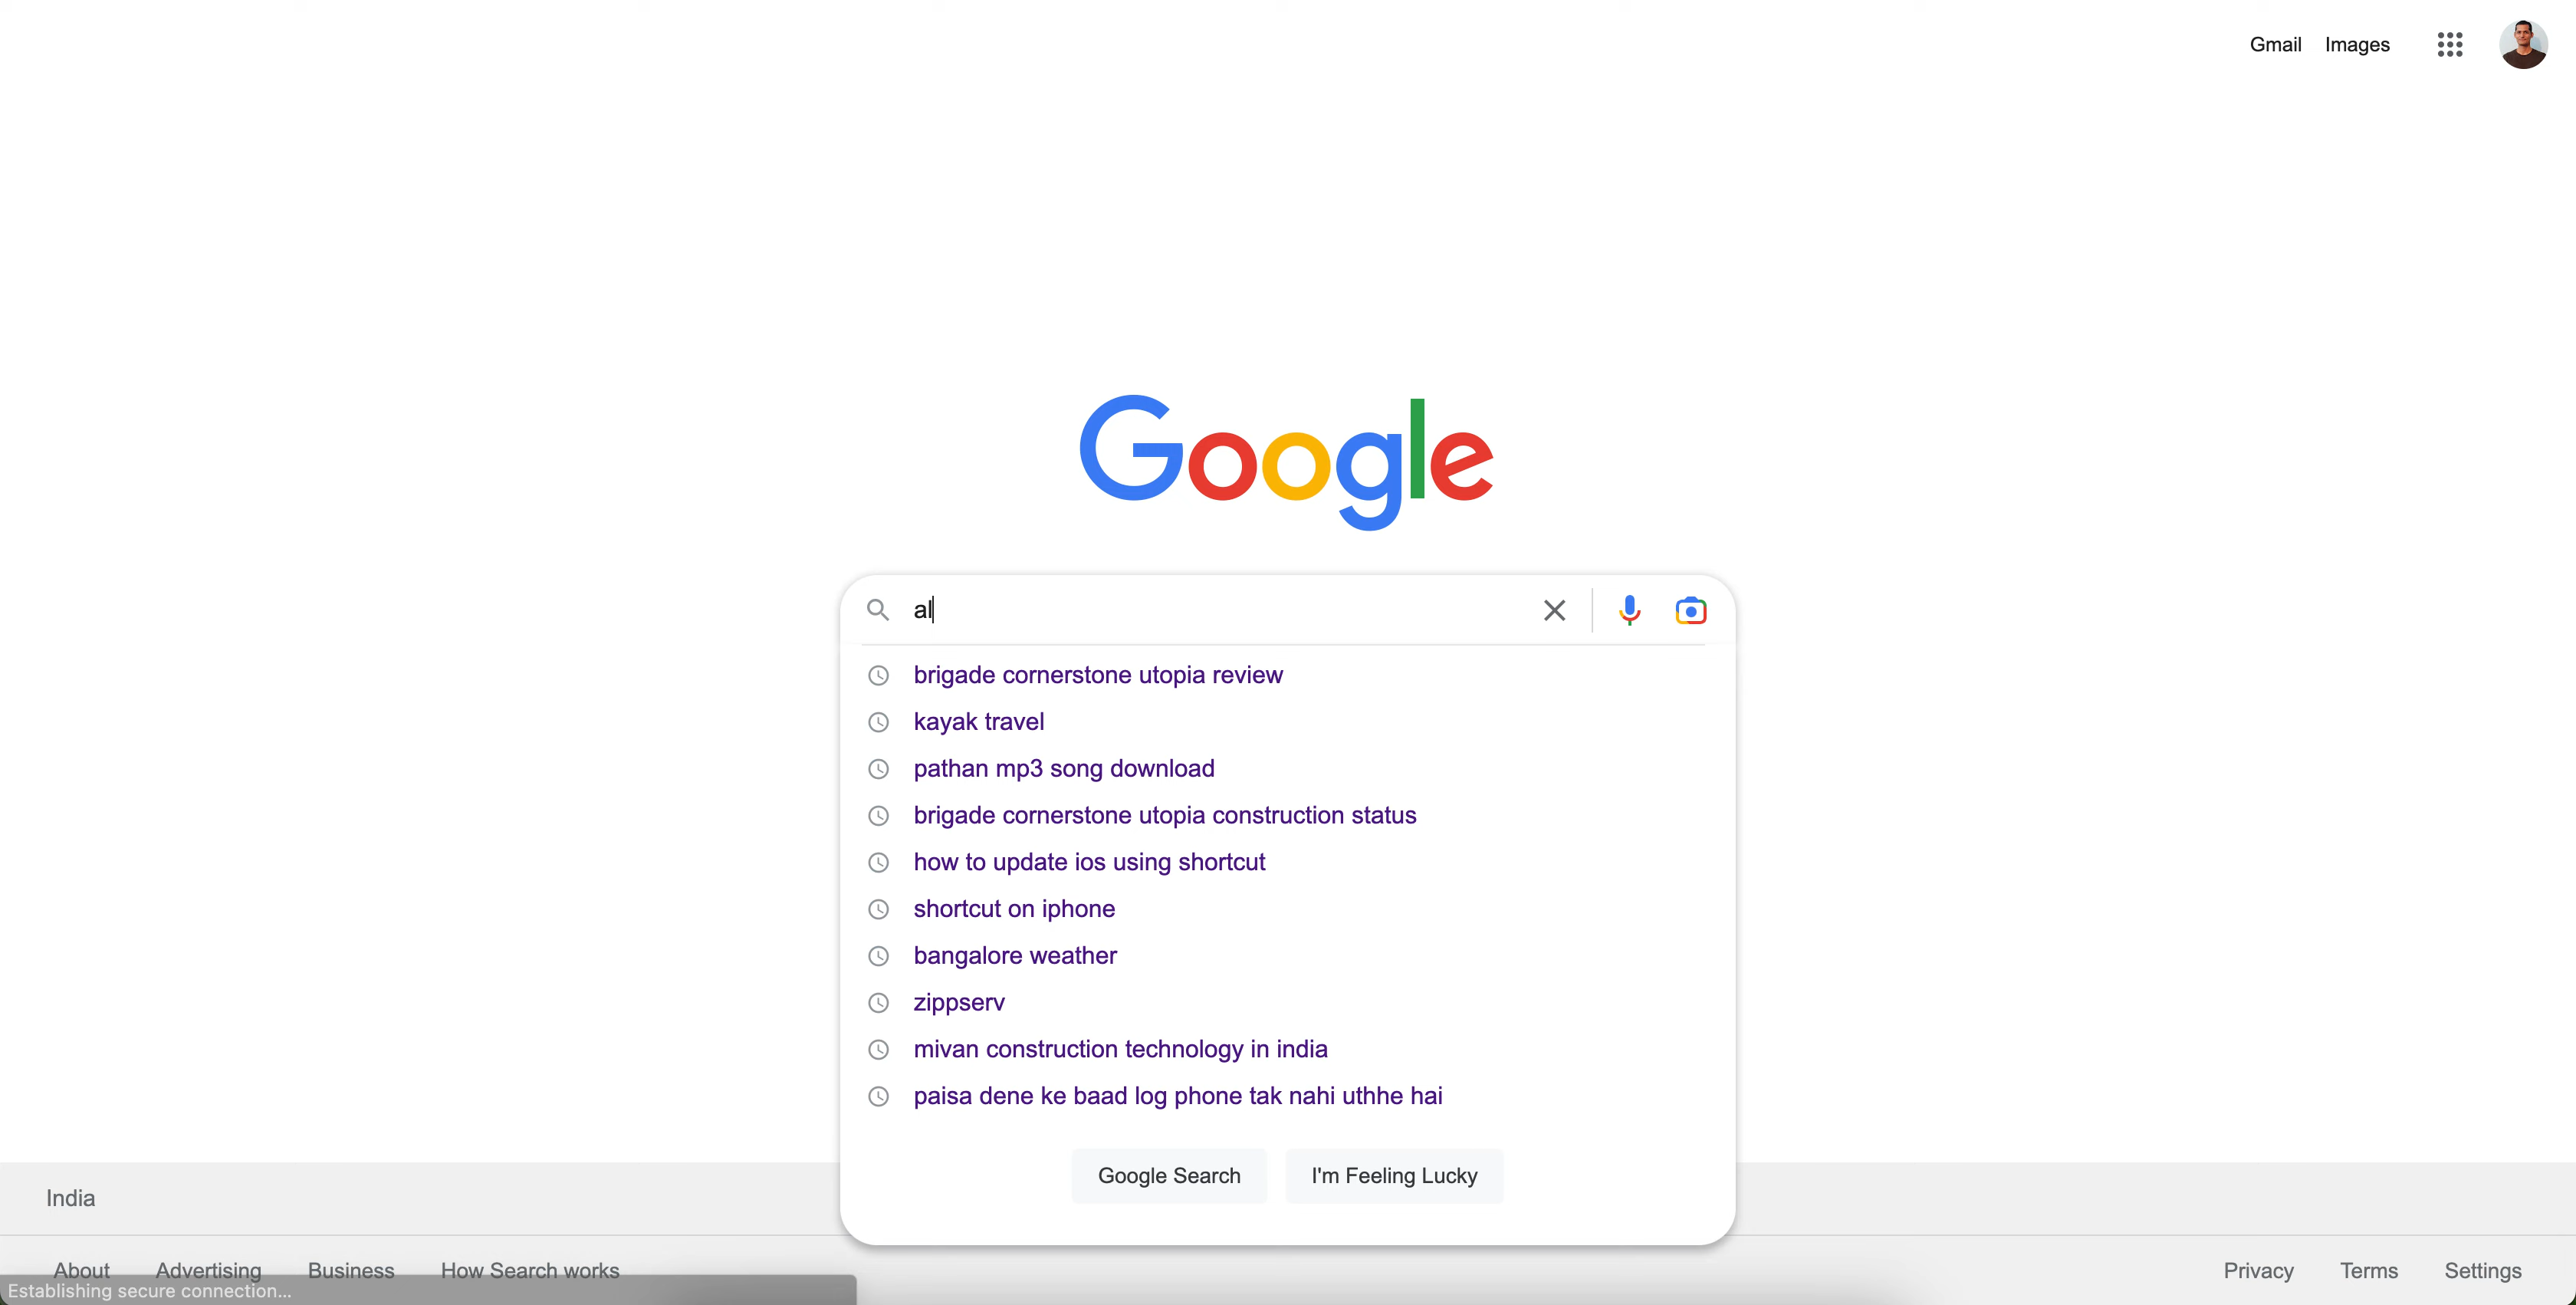 Gmail Images
Google
al
brigade cornerstone utopia review
kayak travel
pathan mp3 song download
brigade cornerstone utopia construction status
how to update ios using shortcut
shortcut on iphone
bangalore weather
zippserv
mivan construction technology in india
paisa dene ke baad log phone tak nahi uthhe hai
Google Search I'm Feeling Lucky
India
About Advertising Business How Search works Privacy Terms Settings
Establishing secure connection...